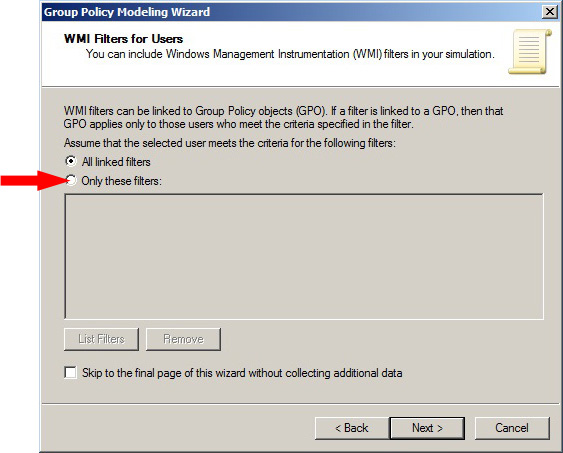 Group Policy Modeling Wizard
WMI Filters for Users
You can include Windows Management Instrumentation (WMI) filters in your simulation.
WMI filters can be linked to Group Policy objects (GPO). If a filter is linked to a GPO, then that
GPO applies only to those users who meet the criteria specified in the filter.
Assume that the selected user meets the criteria for the following filters:
All linked filters
Only these filters:
List Filters
Remove
Skip to the final page of this wizard without collecting additional data
< Back
Next >
Cancel